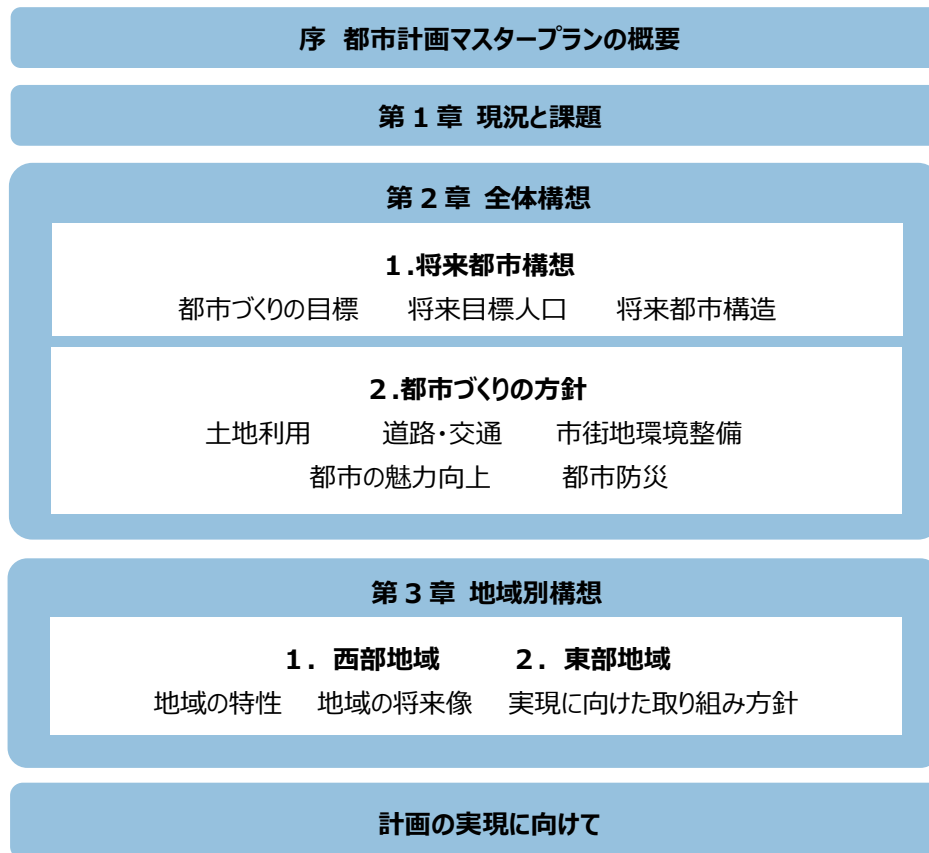 序 都市計画マスタープランの概要
第1章 現況と課題
第2章 全体構想
1.将来都市構想
都市づくりの目標 将来目標人口 将来都市構造
2.都市づくりの方針
土地利用 道路・交通 市街地環境整備
都市の魅力向上 都市防災
第3章 地域別構想
1. 西部地域 2. 東部地域
地域の特性 地域の将来像 実現に向けた取り組み方針
計画の実現に向けて